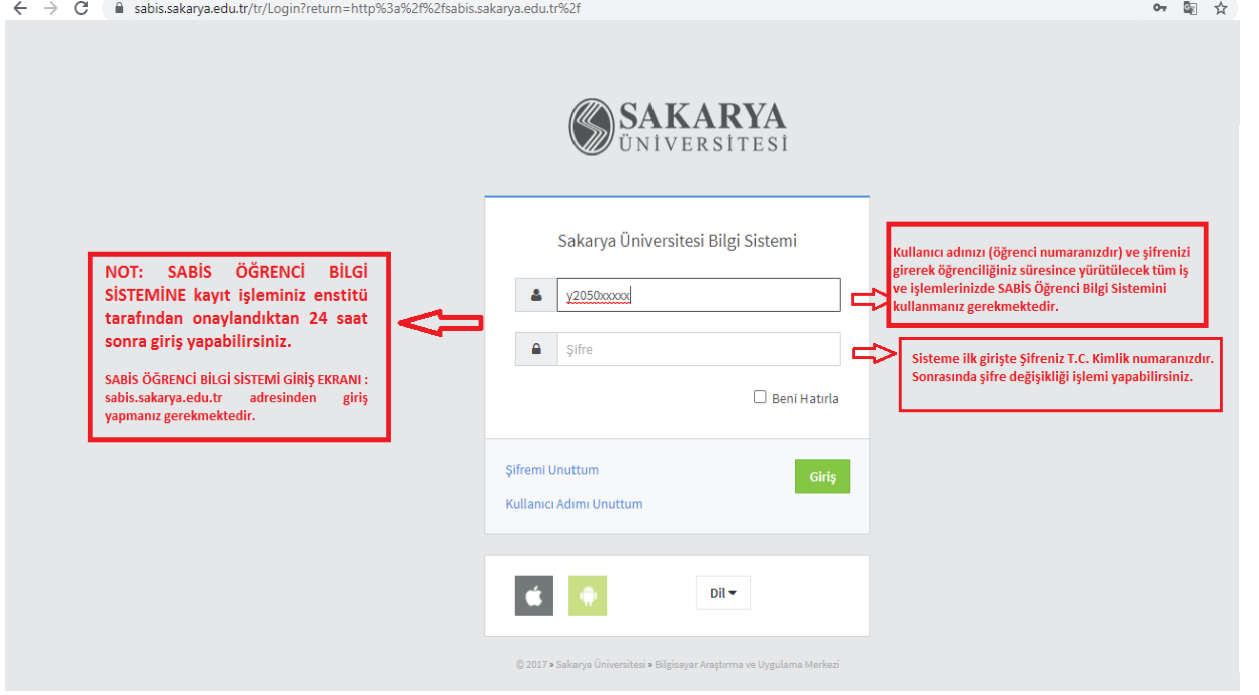 sabis.sakarya.edu.tr/tr/Login?return=http%3a%2f%2fsabis.sakarya.edu.tr%2f
SAKARYA
ÜNİVERSİTESİ
Sakarya Üniversitesi Bilgi Sistemi
y2050xxxxx
Şifre
Beni Hatırla
Şifremi Unuttum
Giriş
Kullanıcı Adımı Unuttum
Dil
© 2017 » Sakarya Üniversitesi » Bilgisayar Araştırma ve Uygulama Merkezi
NOT: SABİS ÖĞRENCİ BİLGİ
SİSTEMİNE kayıt işleminiz enstitü
tarafından onaylandıktan 24 saat
sonra giriş yapabilirsiniz.
SABİS ÖĞRENCİ BİLGİ SİSTEMİ GİRİŞ EKRANI :
sabis.sakarya.edu.tr adresinden giriş
yapmanız gerekmektedir.
Kullanıcı adınızı (öğrenci numaranızdır) ve şifrenizi
girerek öğrenciliğiniz süresince yürütülecek tüm iş
ve işlemlerinizde SABİS Öğrenci Bilgi Sistemini
kullanmanız gerekmektedir.
Sisteme ilk girişte Şifreniz T.C. Kimlik numaranızdır.
Sonrasında şifre değişikliği işlemi yapabilirsiniz.